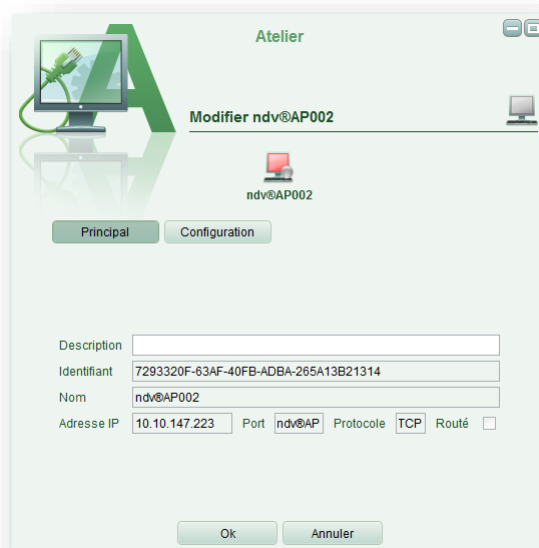 Atelier
Modifier ndv®AP002
ndv®AP002
Principal Configuration
Description
Identifiant 7293320F-63AF-40FB-ADBA-265A13B21314
Nom ndv®AP002
Adresse IP 10.10.147.223 Port ndv®AP Protocole TCP Routé
Ok Annuler